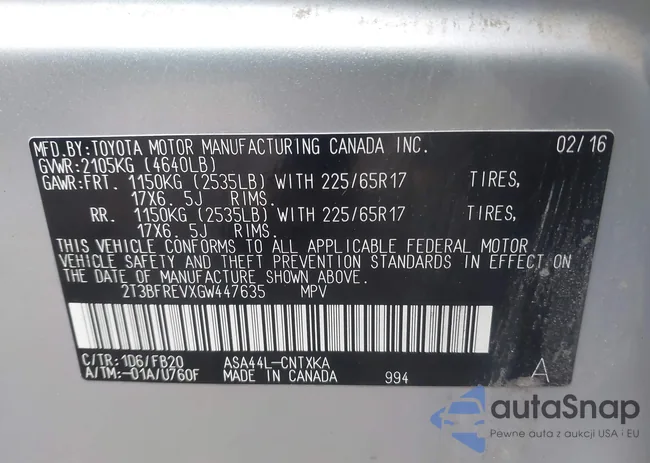 MFD.BY:TOYOTA MOTOR MANUFACTURING CANADA INC. 02/16
GVWR:2105KG (4640LB)
GAWR:FRT. 1150KG (2535LB) WITH 225/65R17 TIRES,
17X6.5J RIMS.
RR. 1150KG (2535LB) WITH 225/65R17 TIRES,
17X6.5J RIMS.
THIS VEHICLE CONFORMS TO ALL APPLICABLE FEDERAL MOTOR
VEHICLE SAFETY AND THEFT PREVENTION STANDARDS IN EFFECT ON
THE DATE OF MANUFACTURE SHOWN ABOVE.
2T3BFREVXGW447635 MPV
C/TR:1D6/FB20 ASA44L-CNTXKA
A/TM:-01A/U760F MADE IN CANADA 994 A
autaSnap
Pewne auta z aukcji USA i EU